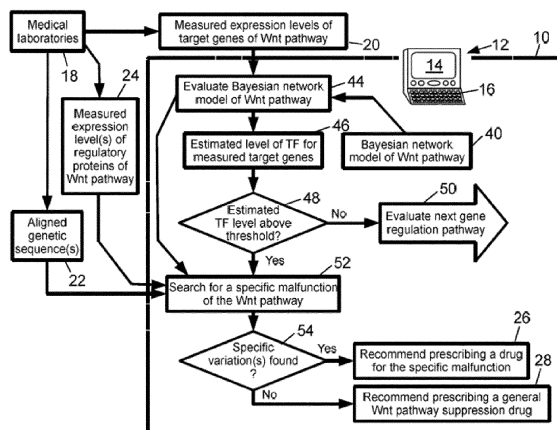 Medical
laboratories
18
24
Measured expression levels of
target genes of Wnt pathway
20
10
12
14
16
44
Evaluate Bayesian network
model of Wnt pathway
Measured
expression
level(s) of
regulatory
proteins of
Wnt pathway
46
Estimated level of TF for
measured target genes
Bayesian network
model of Wnt pathway
40
48
Estimated
TF level above
threshold?
No
50
Evaluate next gene
regulation pathway
Yes
Aligned
genetic
sequence(s)
22
52
Search for a specific malfunction
of the Wnt pathway
54
Specific
variation(s) found
?
Yes
26
Recommend prescribing a drug
for the specific malfunction
28
No
Recommend prescribing a general
Wnt pathway suppression drug